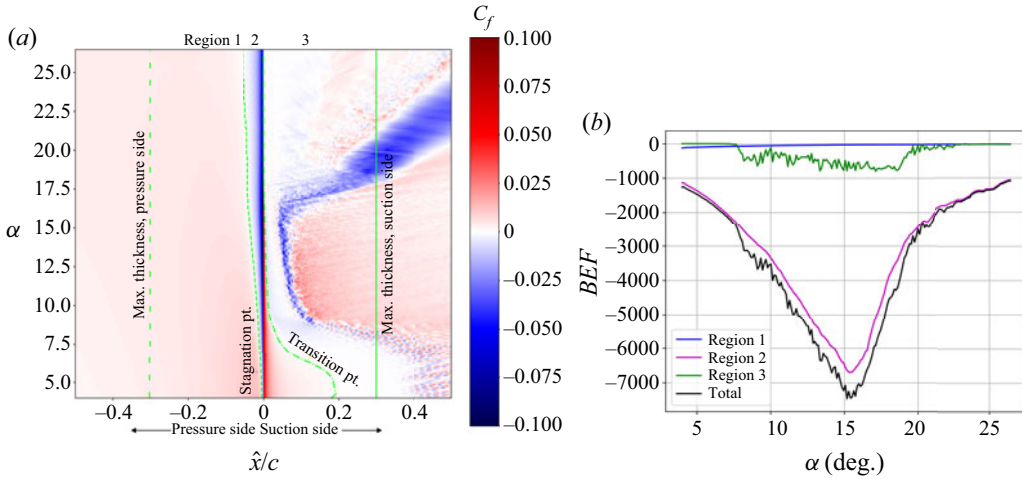 C_f
(a)
Region 1 2 3
0.100
0.075
0.050
0.025
0
−0.025
−0.050
−0.075
−0.100
α
25.0
22.5
20.0
17.5
15.0
12.5
10.0
7.5
5.0
Max. thickness, pressure side
Stagnation pt.
Transition pt.
Max. thickness, suction side
−0.4 −0.2 0 0.2 0.4
Pressure side Suction side
x̂/c
(b)
BEF
0
−1000
−2000
−3000
−4000
−5000
−6000
−7000
Region 1
Region 2
Region 3
Total
5 10 15 20 25
α (deg.)